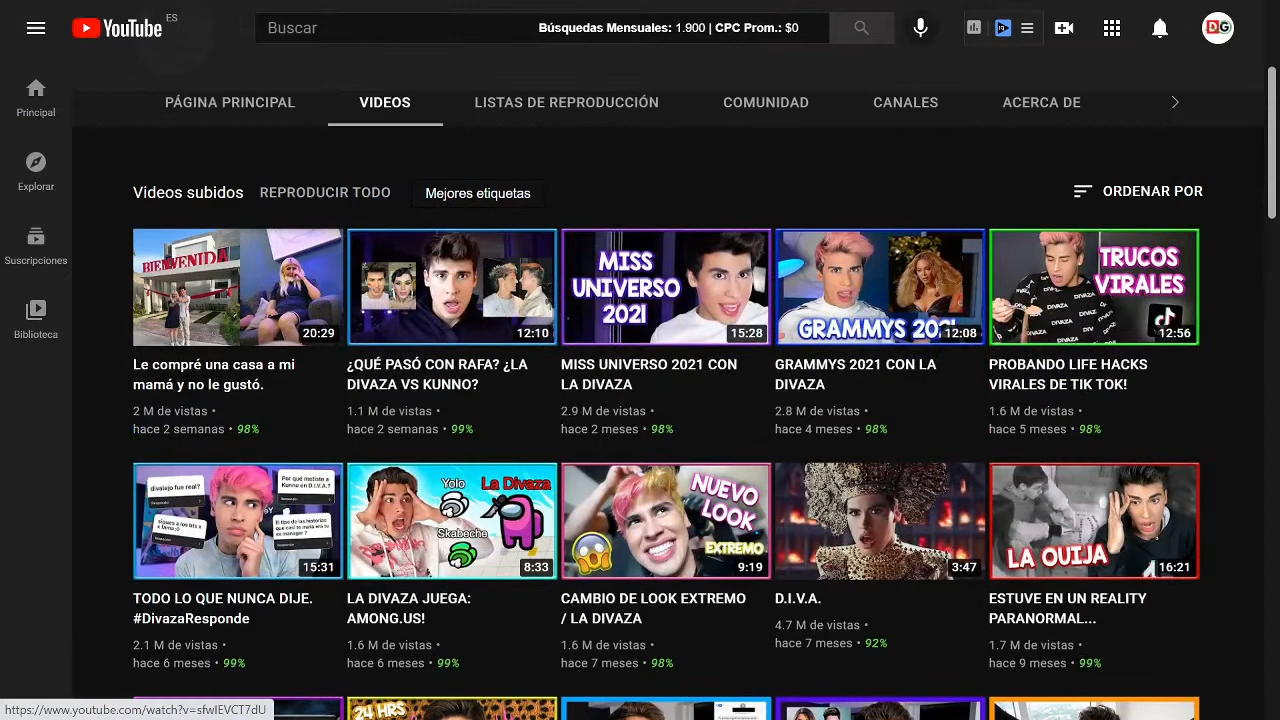 YouTube ES
Buscar
Búsquedas Mensuales: 1.900 | CPC Prom.: $0
DG
Principal
Explorar
Suscripciones
Biblioteca
PÁGINA PRINCIPAL
VIDEOS
LISTAS DE REPRODUCCIÓN
COMUNIDAD
CANALES
ACERCA DE
Videos subidos
REPRODUCIR TODO
Mejores etiquetas
ORDENAR POR
BIENVENIDA
20:29
12:10
MISS
UNIVERSO
2021
15:28
GRAMMYS 2021
12:08
TRUCOS
VIRALES
12:56
Le compré una casa a mi
mamá y no le gustó.
2 M de vistas •
hace 2 semanas • 98%
¿QUÉ PASÓ CON RAFA? ¿LA
DIVAZA VS KUNNO?
1.1 M de vistas •
hace 2 semanas • 99%
MISS UNIVERSO 2021 CON
LA DIVAZA
2.9 M de vistas •
hace 2 meses • 98%
GRAMMYS 2021 CON LA
DIVAZA
2.8 M de vistas •
hace 4 meses • 98%
PROBANDO LIFE HACKS
VIRALES DE TIK TOK!
1.6 M de vistas •
hace 5 meses • 98%
divalejo fue real?
Por qué metiste a
Kunno en D.I.V.A.?
15:31
Yolo
La Divaza
Skabeche
8:33
NUEVO
LOOK
EXTREMO
9:19
3:47
LA OUIJA
16:21
TODO LO QUE NUNCA DIJE.
#DivazaResponde
2.1 M de vistas •
hace 6 meses • 99%
LA DIVAZA JUEGA:
AMONG.US!
1.6 M de vistas •
hace 6 meses • 99%
CAMBIO DE LOOK EXTREMO
/ LA DIVAZA
1.6 M de vistas •
hace 7 meses • 98%
D.I.V.A.
4.7 M de vistas •
hace 7 meses • 92%
ESTUVE EN UN REALITY
PARANORMAL...
1.7 M de vistas •
hace 9 meses • 99%
24 HRS
https://www.youtube.com/watch?v=sfwIEVCT7dU